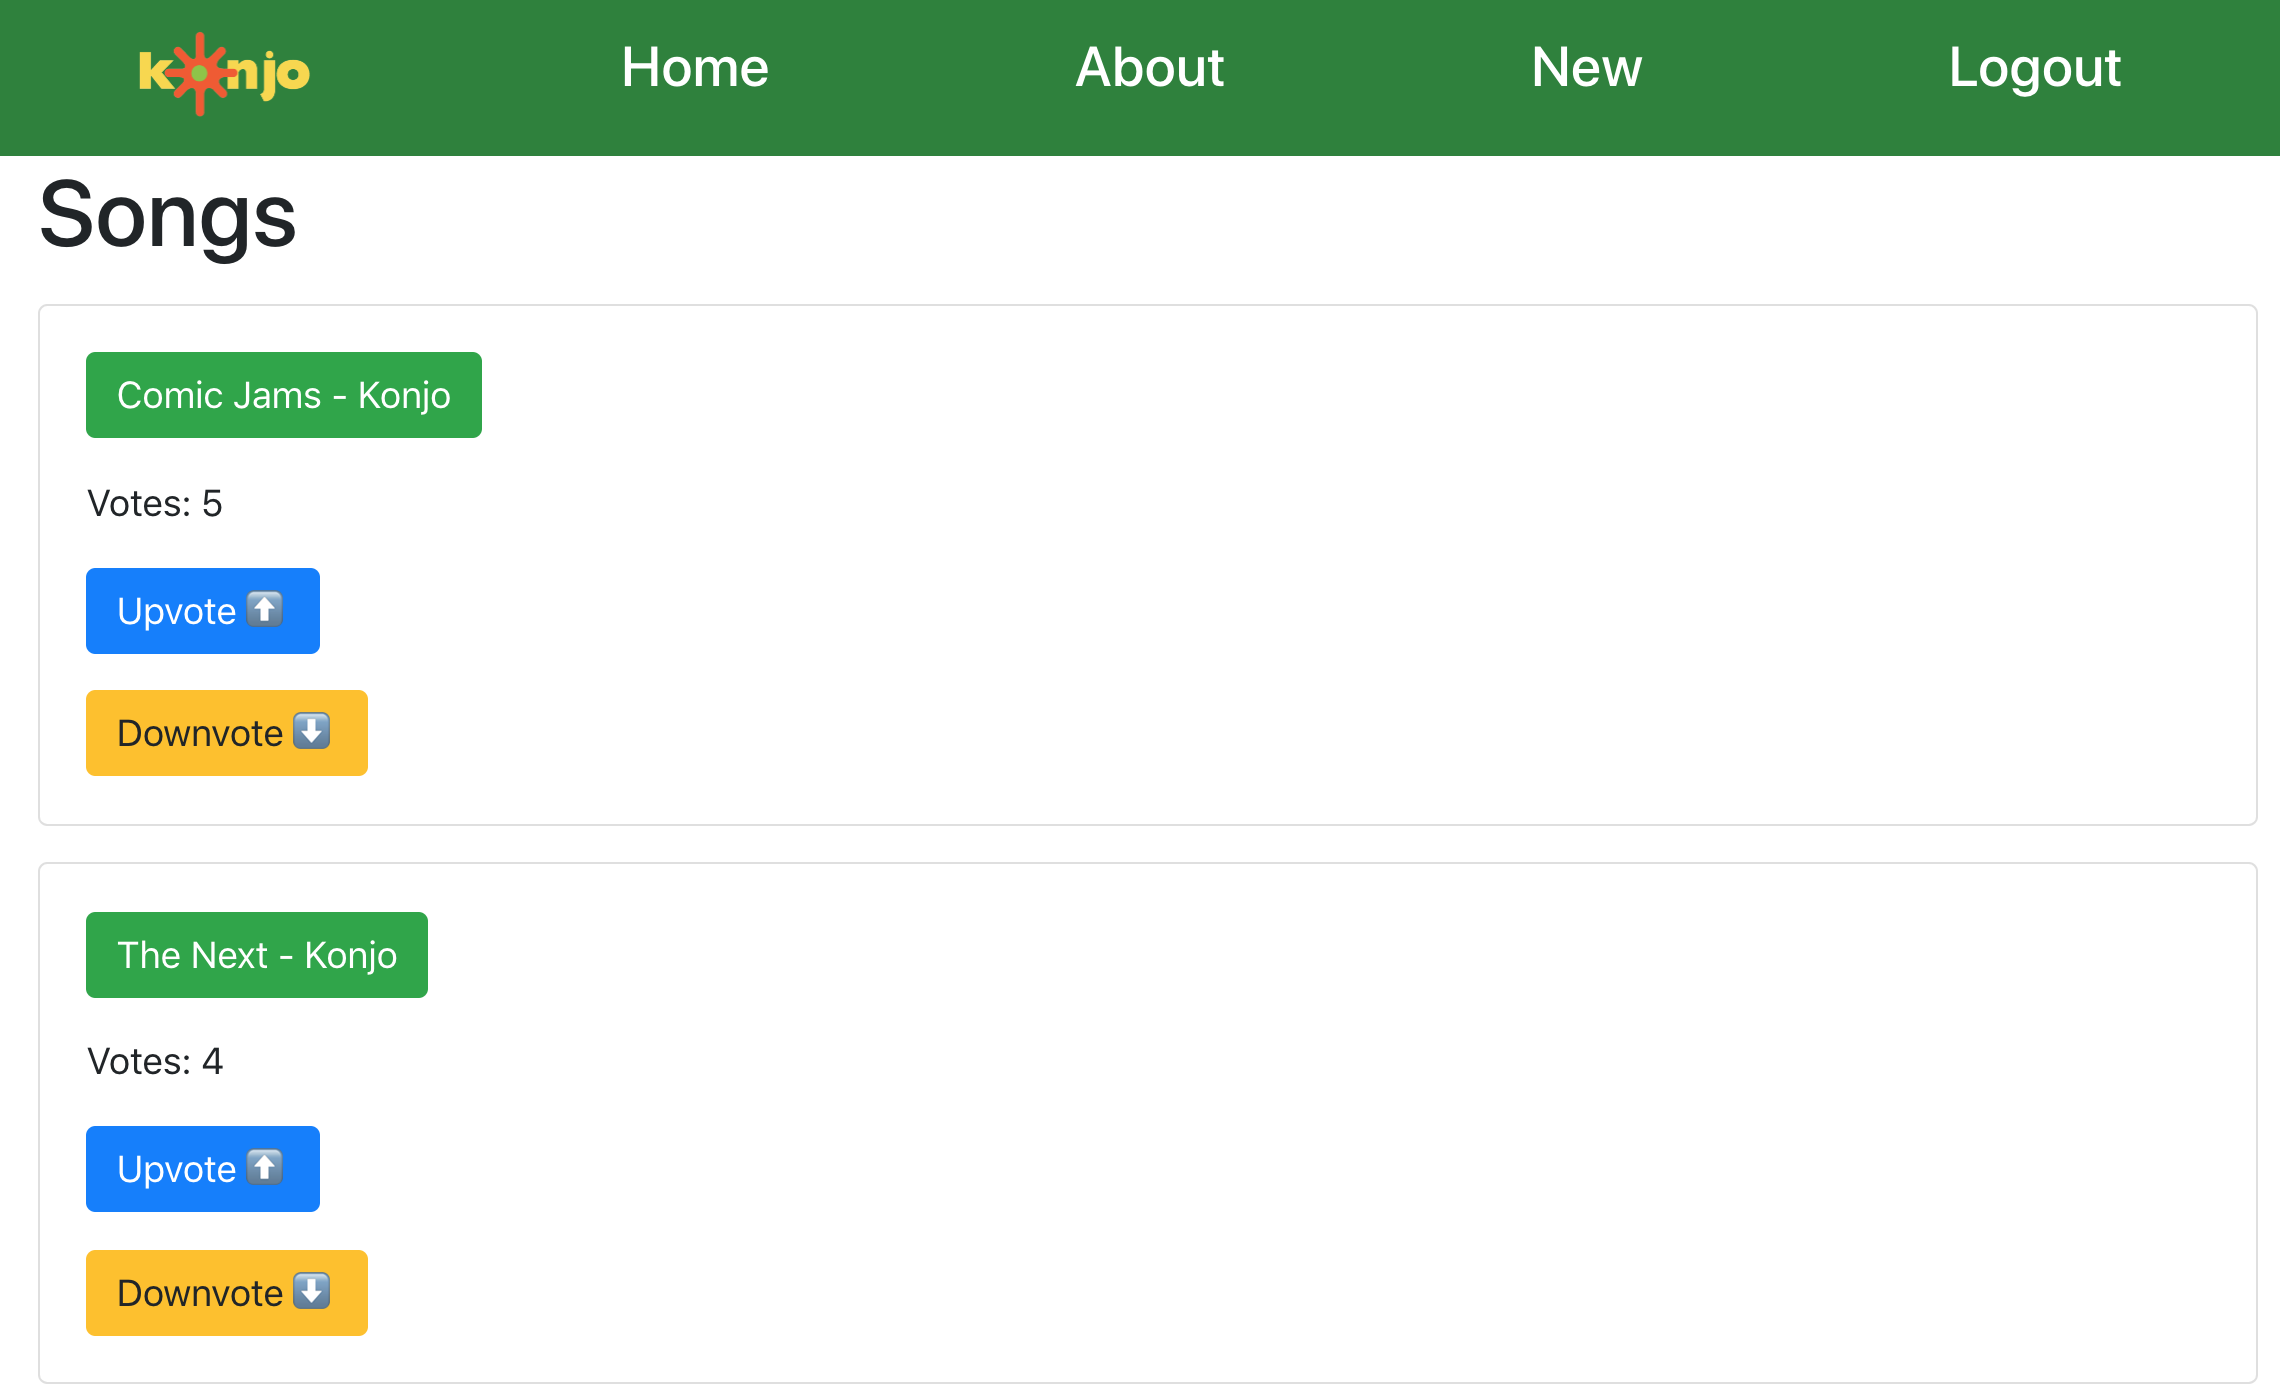 konjo Home About New Logout
Songs
Comic Jams - Konjo
Votes: 5
Upvote ⬆️
Downvote ⬇️
The Next - Konjo
Votes: 4
Upvote ⬆️
Downvote ⬇️